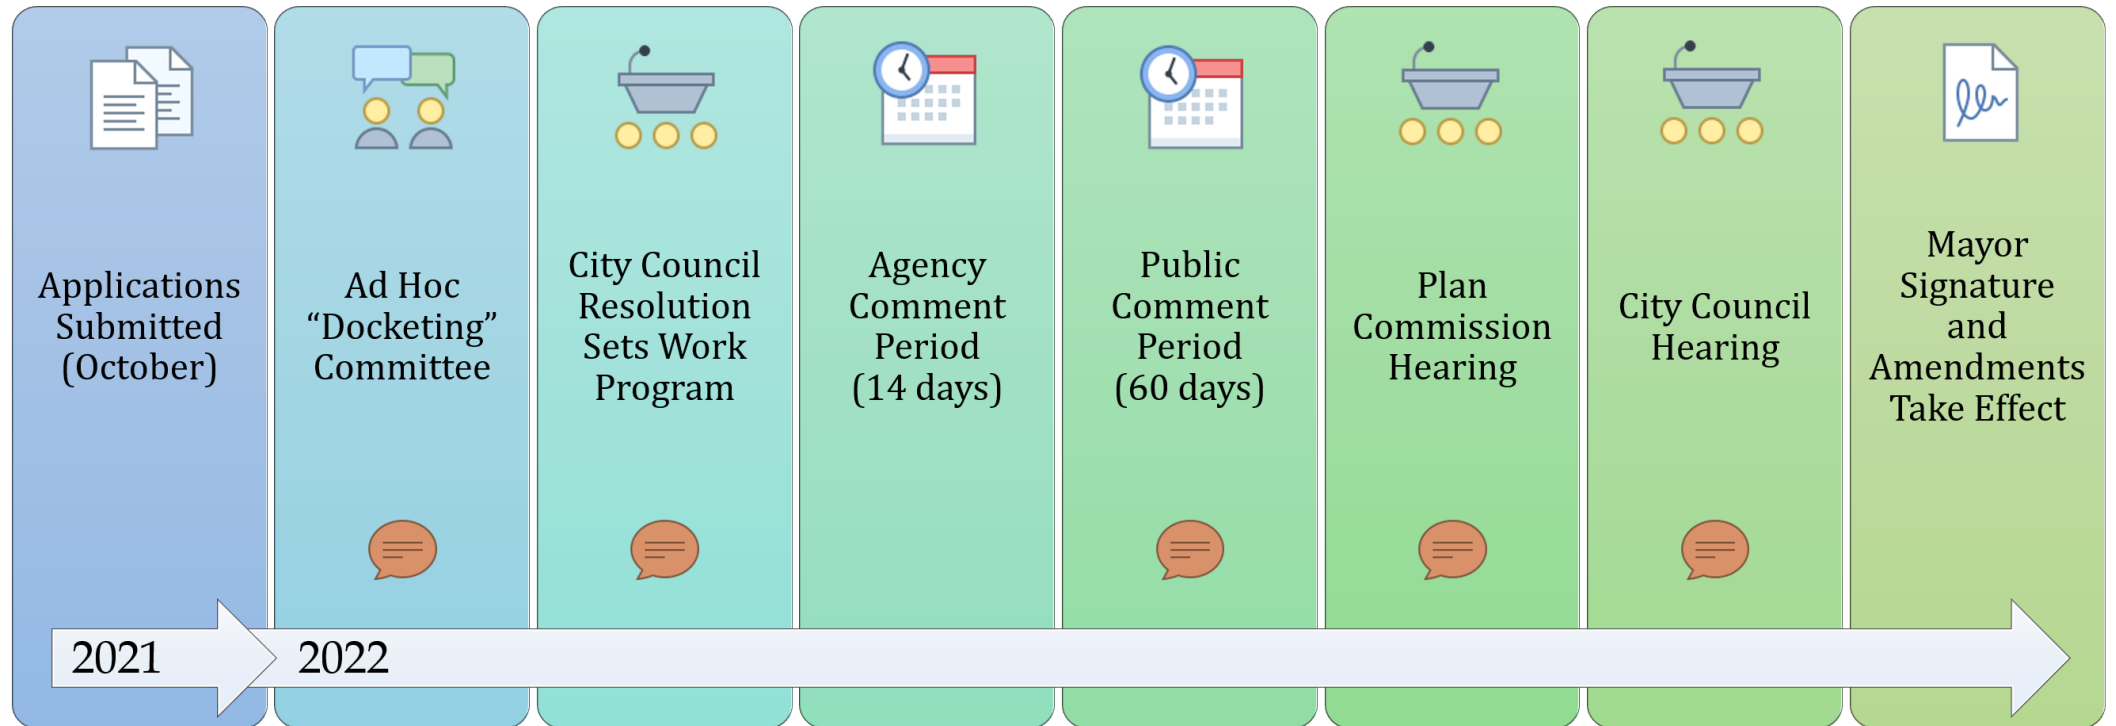 Applications
Submitted
(October)
Ad Hoc
“Docketing”
Committee
City Council
Resolution
Sets Work
Program
Agency
Comment
Period
(14 days)
Public
Comment
Period
(60 days)
Plan
Commission
Hearing
City Council
Hearing
Mayor
Signature
and
Amendments
Take Effect
2021
2022